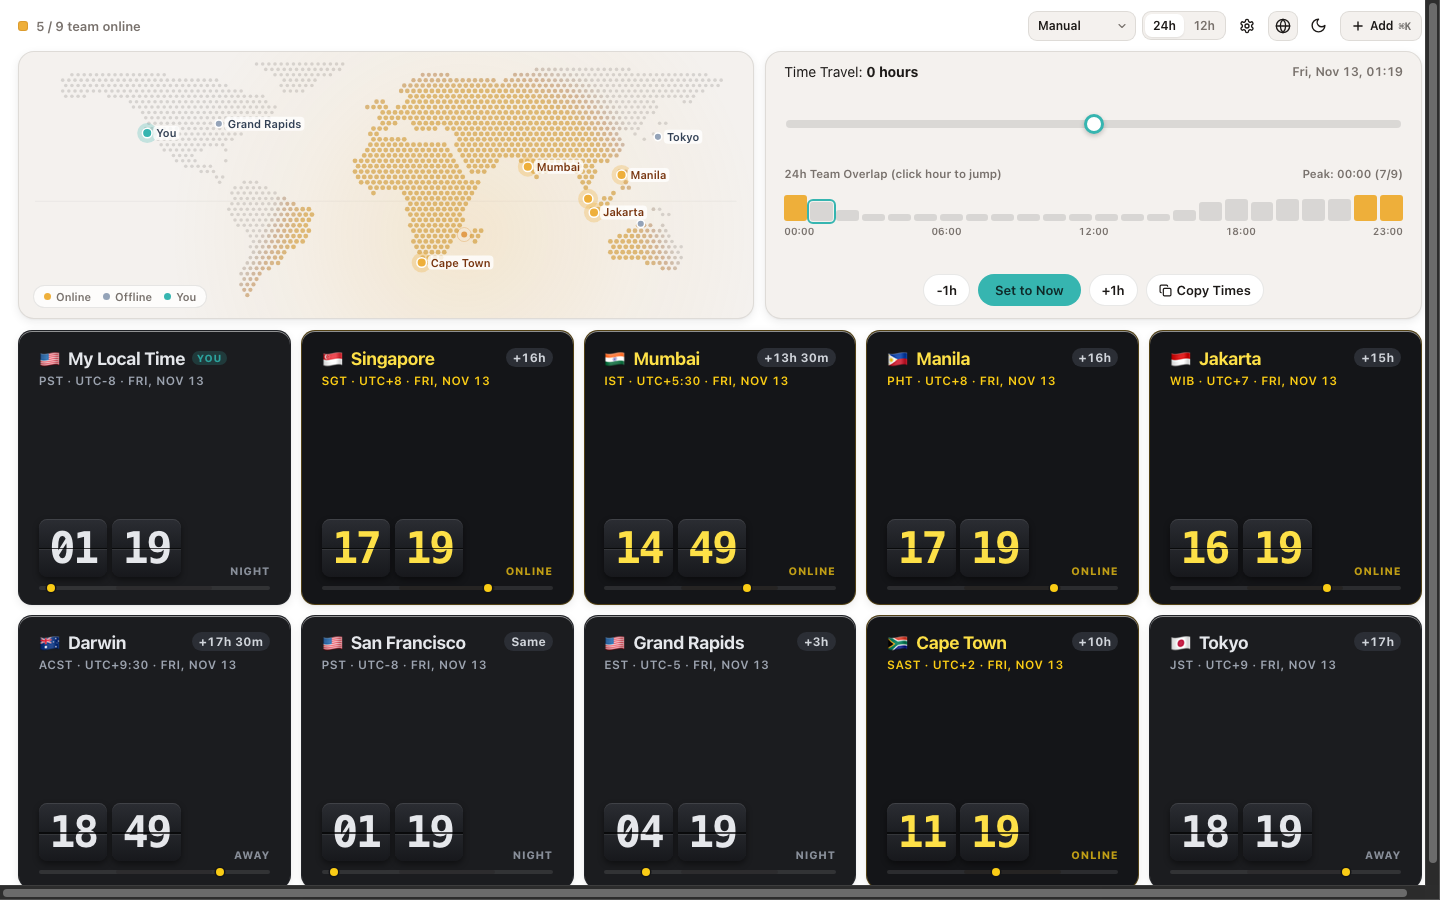 5 / 9 team online
Manual
24h 12h
Add ⌘K
You
Grand Rapids
Tokyo
Mumbai
Manila
Jakarta
Cape Town
Online Offline You
Time Travel: 0 hours
Fri, Nov 13, 01:19
24h Team Overlap (click hour to jump)
Peak: 00:00 (7/9)
00:00 06:00 12:00 18:00 23:00
-1h Set to Now +1h Copy Times
My Local Time YOU
PST · UTC-8 · FRI, NOV 13
01 19
NIGHT
Singapore +16h
SGT · UTC+8 · FRI, NOV 13
17 19
ONLINE
Mumbai +13h 30m
IST · UTC+5:30 · FRI, NOV 13
14 49
ONLINE
Manila +16h
PHT · UTC+8 · FRI, NOV 13
17 19
ONLINE
Jakarta +15h
WIB · UTC+7 · FRI, NOV 13
16 19
ONLINE
Darwin +17h 30m
ACST · UTC+9:30 · FRI, NOV 13
18 49
AWAY
San Francisco Same
PST · UTC-8 · FRI, NOV 13
01 19
NIGHT
Grand Rapids +3h
EST · UTC-5 · FRI, NOV 13
04 19
NIGHT
Cape Town +10h
SAST · UTC+2 · FRI, NOV 13
11 19
ONLINE
Tokyo +17h
JST · UTC+9 · FRI, NOV 13
18 19
AWAY